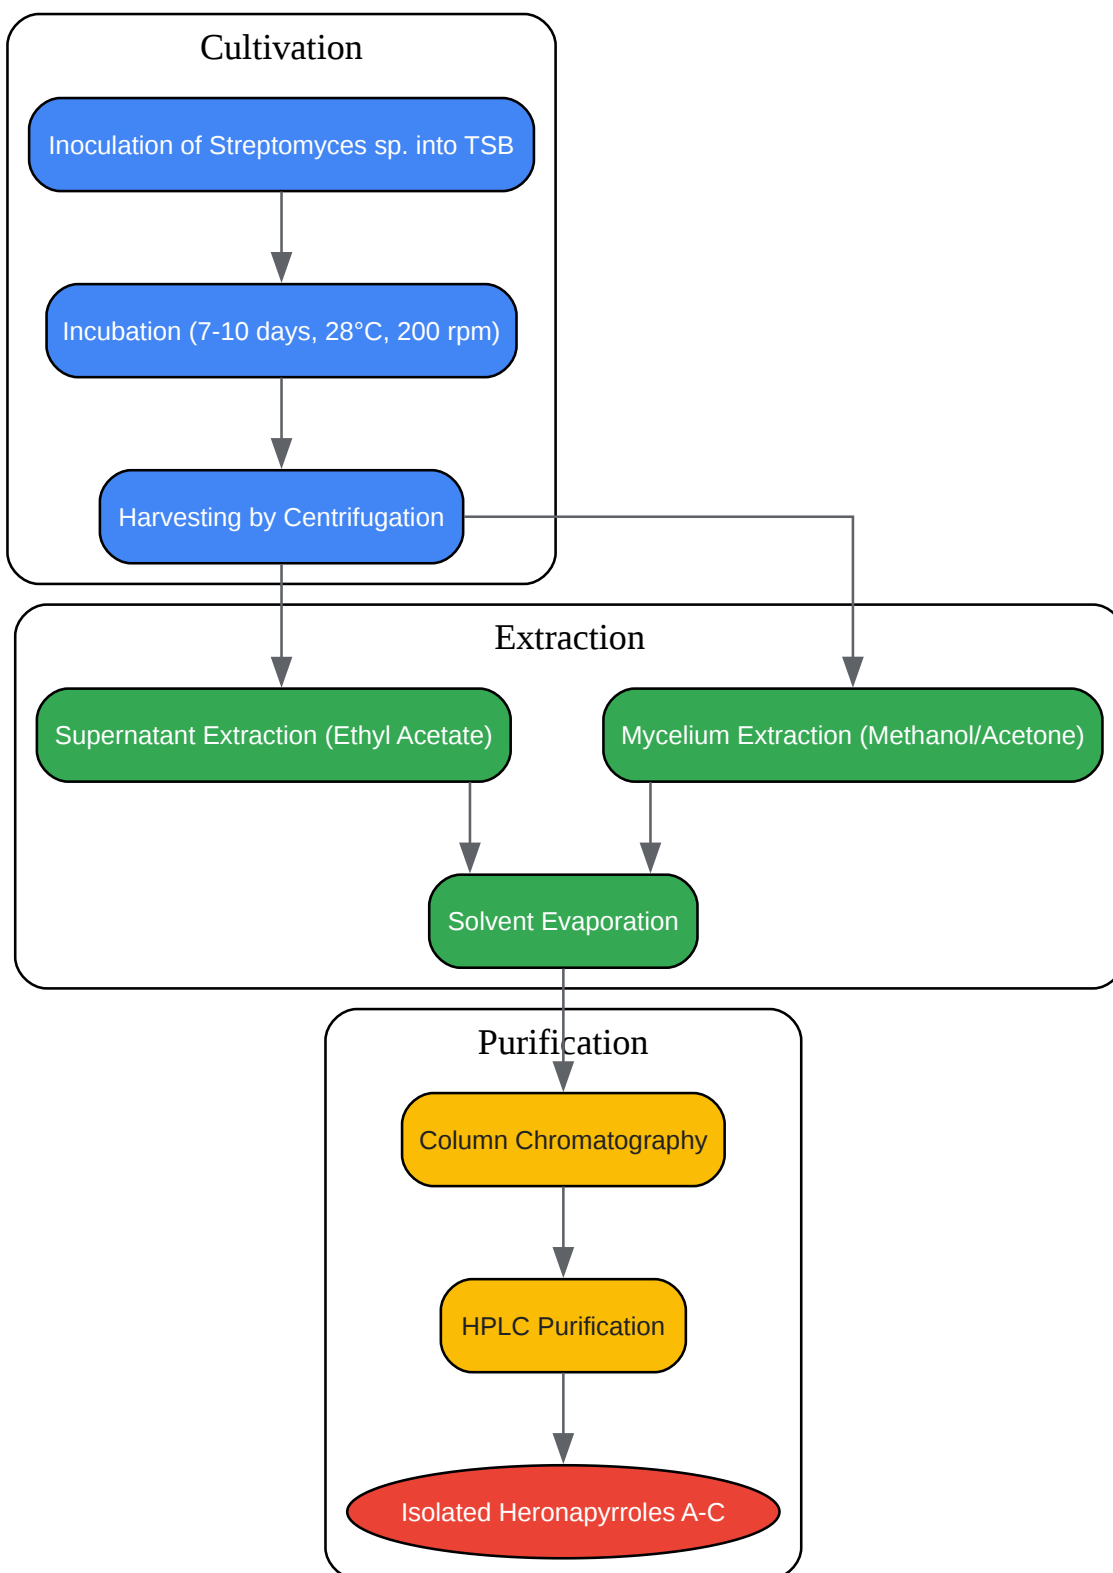 Cultivation
Inoculation of Streptomyces sp. into TSB
Incubation (7-10 days, 28°C, 200 rpm)
Harvesting by Centrifugation
Extraction
Supernatant Extraction (Ethyl Acetate)
Mycelium Extraction (Methanol/Acetone)
Solvent Evaporation
Purification
Column Chromatography
HPLC Purification
Isolated Heronapyrroles A-C